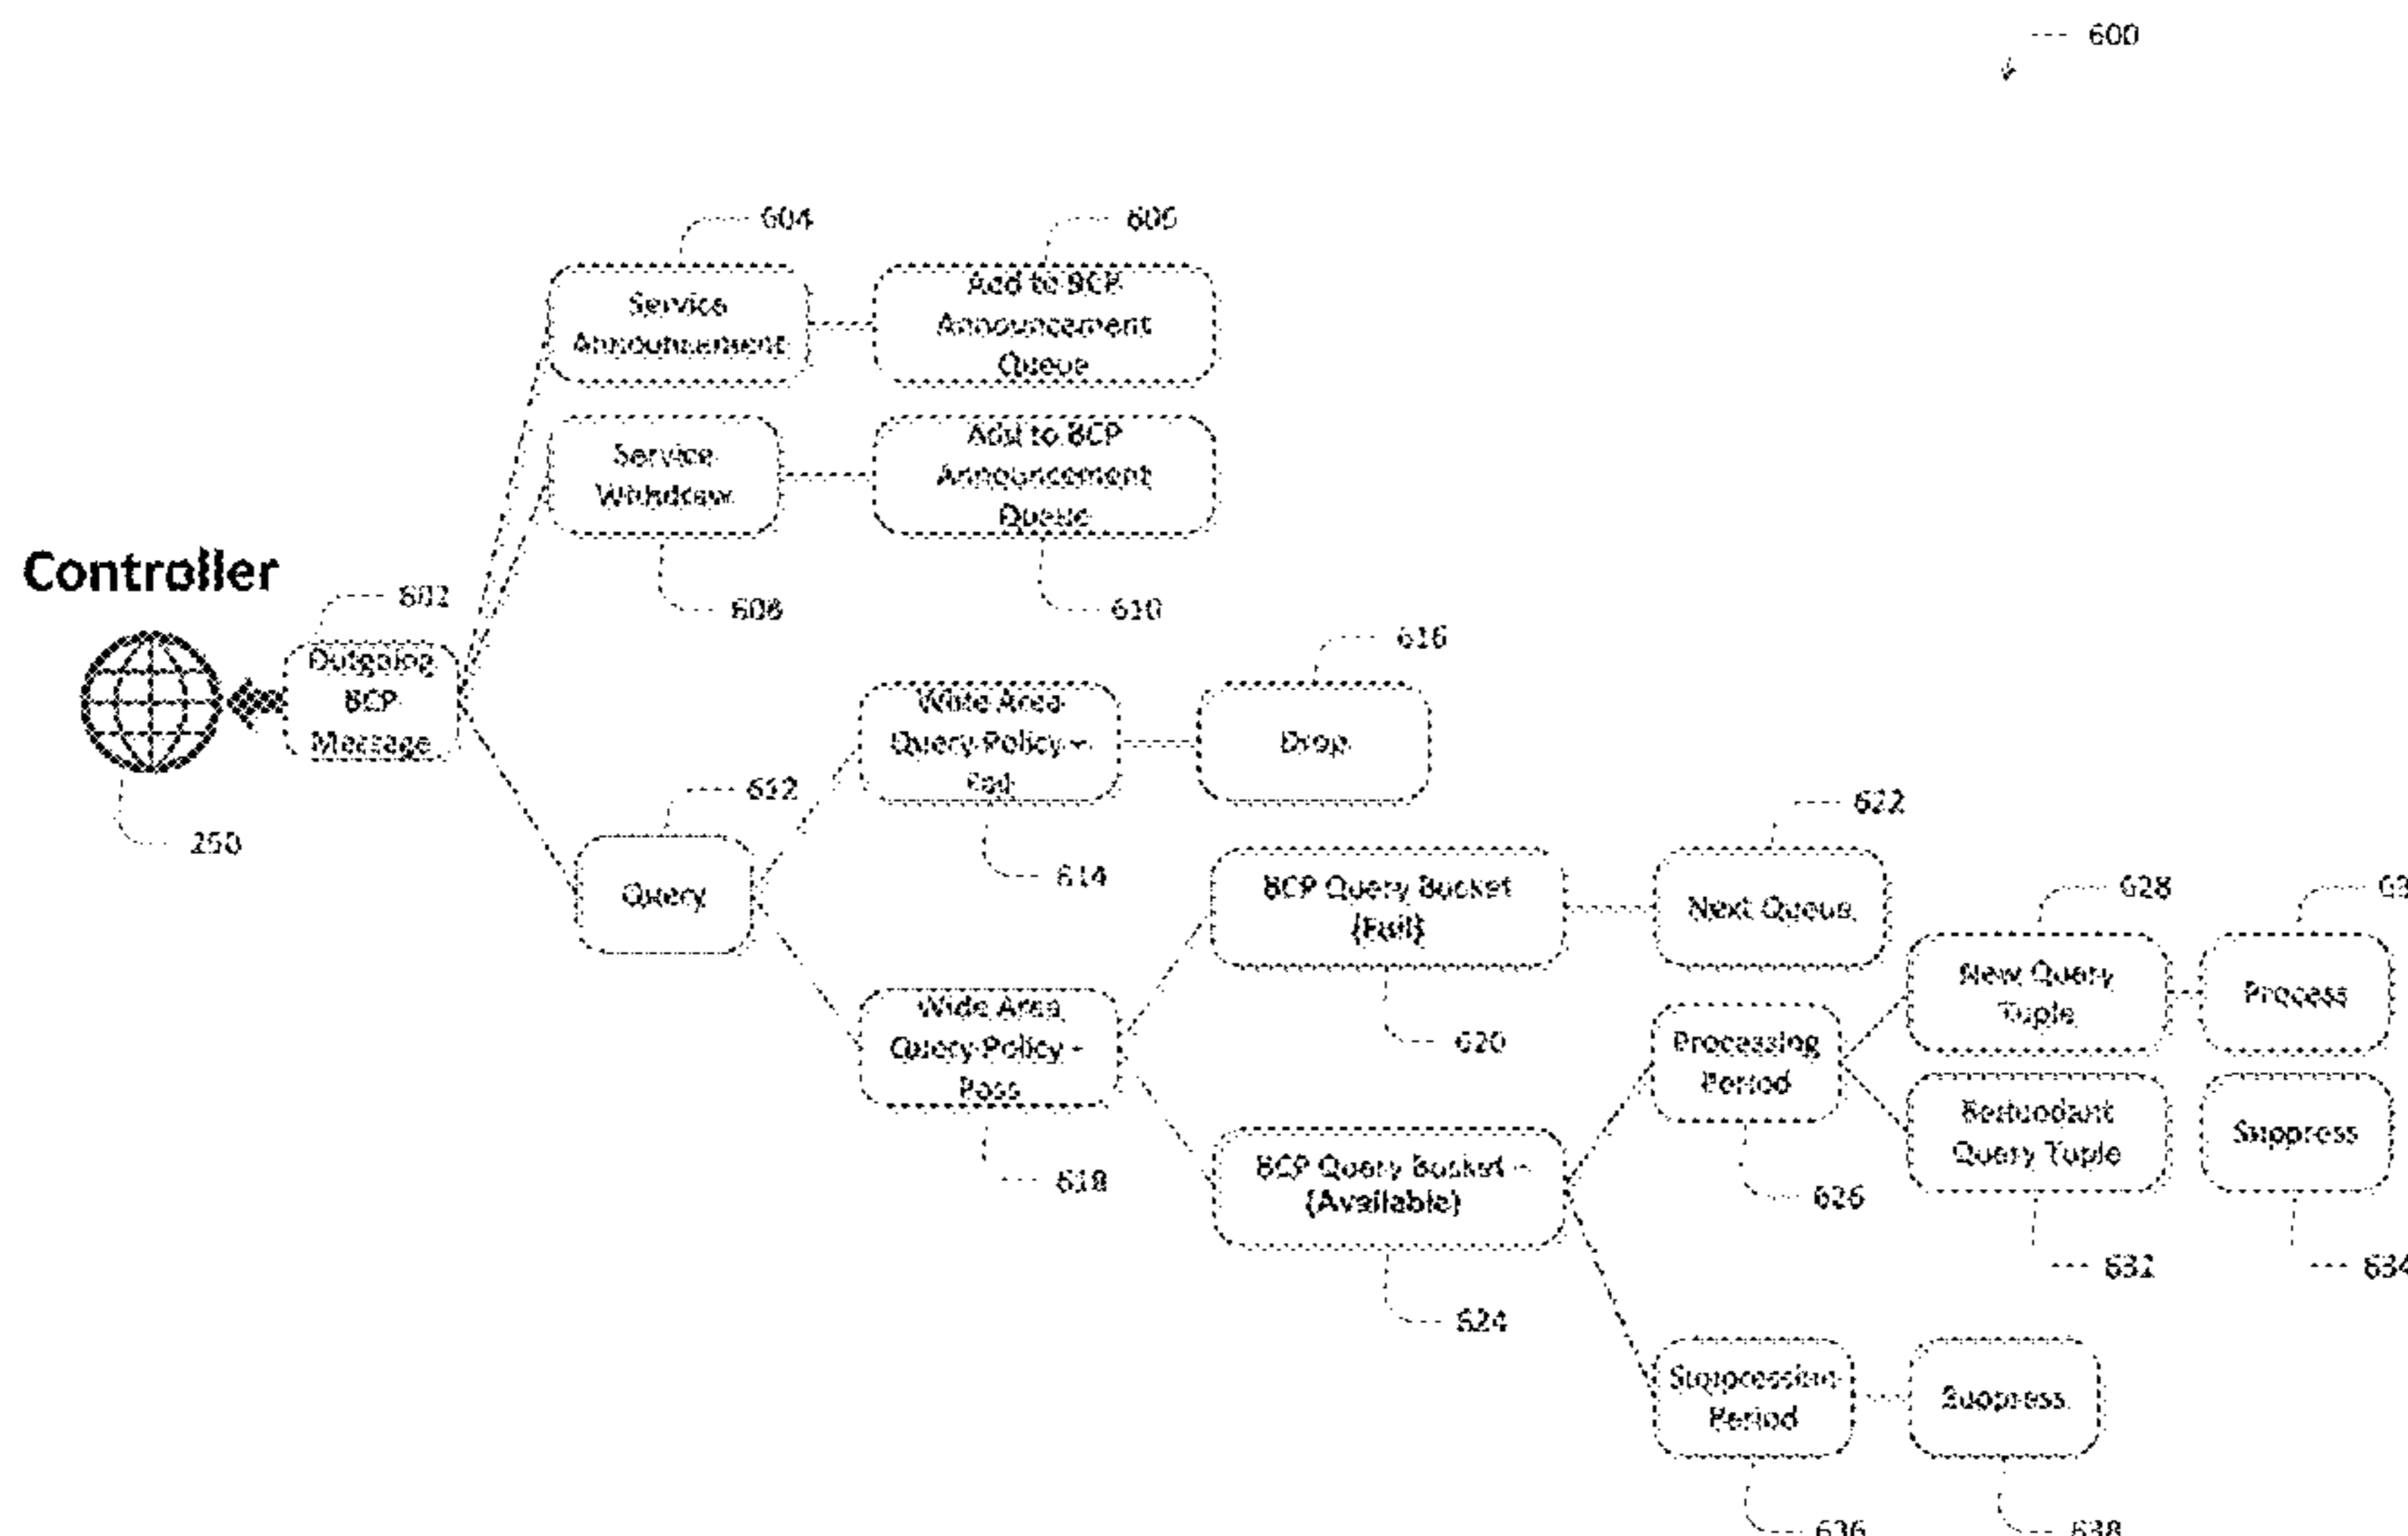 600
604
606
Service
Announcement
Add to BCP
Announcement
Queue
Service
Withdraw
Add to BCP
Announcement
Queue
608
610
Controller
602
Outgoing
BCP
Message
250
612
Query
616
Wide Area
Query Policy -
Fail
Drop
614
622
BCP Query Bucket
(Full)
Next Queue
620
628
New Query
Tuple
Process
Wide Area
Query Policy -
Pass
618
Processing
Period
626
Redundant
Query Tuple
Suppress
632
634
BCP Query Bucket -
(Available)
624
Suppression
Period
Suppress
636
638